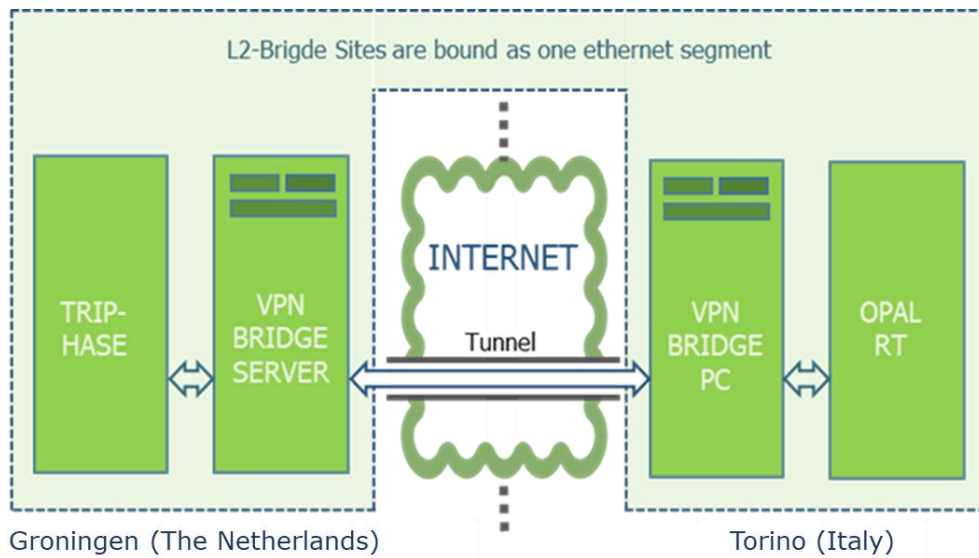 L2-Brigde Sites are bound as one ethernet segment
TRIP-
HASE
VPN
BRIDGE
SERVER
INTERNET
Tunnel
VPN
BRIDGE
PC
OPAL
RT
Groningen (The Netherlands)
Torino (Italy)